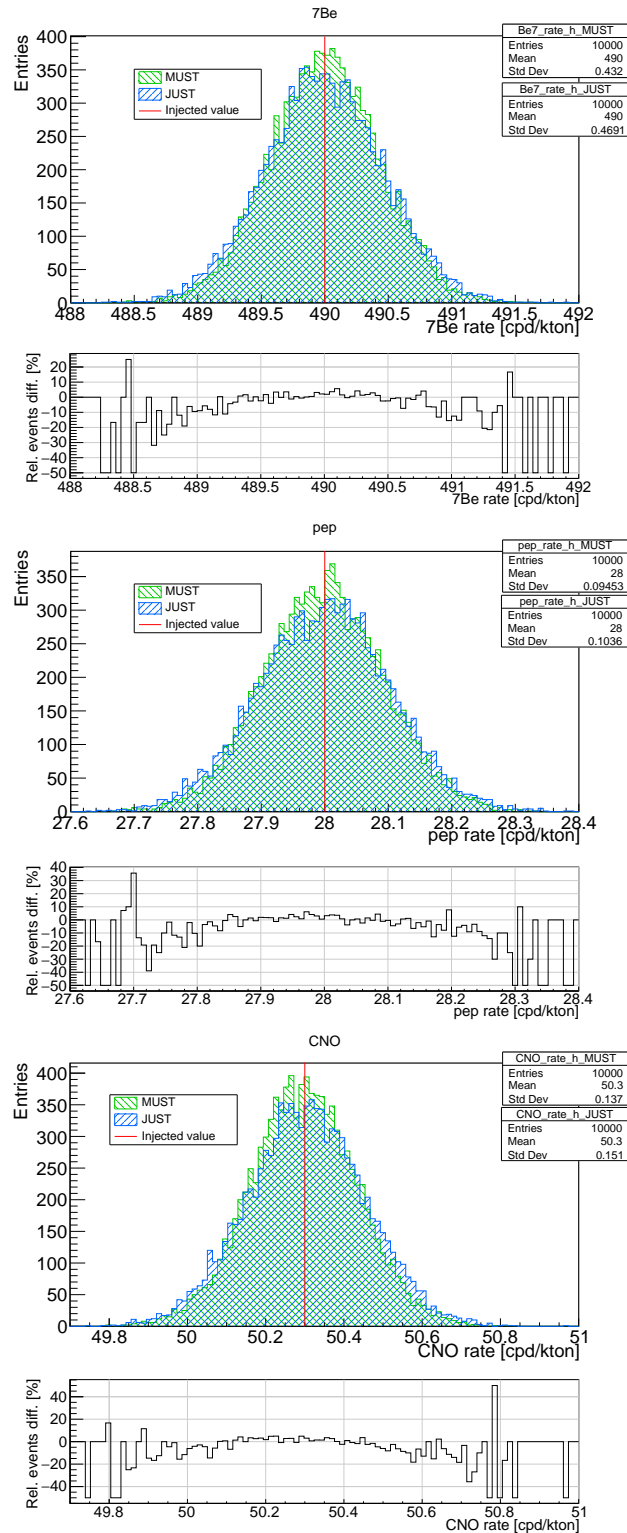 7Be
Entries
400
350
300
250
200
150
100
50
0
MUST
JUST
Injected value
Be7_rate_h_MUST
Entries 10000
Mean 490
Std Dev 0.432
Be7_rate_h_JUST
Entries 10000
Mean 490
Std Dev 0.4691
488 488.5 489 489.5 490 490.5 491 491.5 492
7Be rate [cpd/kton]
Rel. events diff. [%]
20
10
0
−10
−20
−30
−40
−50
488 488.5 489 489.5 490 490.5 491 491.5 492
7Be rate [cpd/kton]
pep
Entries
350
300
250
200
150
100
50
0
MUST
JUST
Injected value
pep_rate_h_MUST
Entries 10000
Mean 28
Std Dev 0.09453
pep_rate_h_JUST
Entries 10000
Mean 28
Std Dev 0.1036
27.6 27.7 27.8 27.9 28 28.1 28.2 28.3 28.4
pep rate [cpd/kton]
Rel. events diff. [%]
40
30
20
10
0
−10
−20
−30
−40
−50
27.6 27.7 27.8 27.9 28 28.1 28.2 28.3 28.4
pep rate [cpd/kton]
CNO
Entries
400
350
300
250
200
150
100
50
0
MUST
JUST
Injected value
CNO_rate_h_MUST
Entries 10000
Mean 50.3
Std Dev 0.137
CNO_rate_h_JUST
Entries 10000
Mean 50.3
Std Dev 0.151
49.8 50 50.2 50.4 50.6 50.8 51
CNO rate [cpd/kton]
Rel. events diff. [%]
40
20
0
−20
−40
49.8 50 50.2 50.4 50.6 50.8 51
CNO rate [cpd/kton]